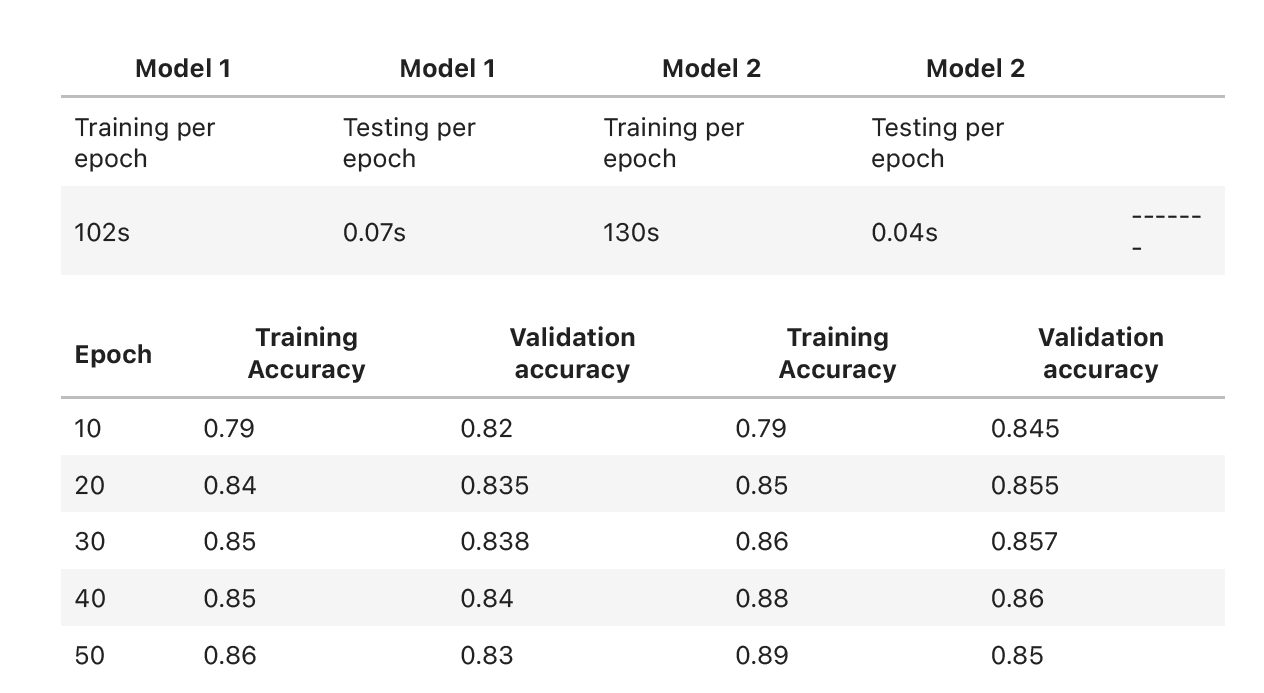 Model 1 Model 1 Model 2 Model 2
Training per epoch Testing per epoch Training per epoch Testing per epoch
102s 0.07s 130s 0.04s -------
Epoch Training Accuracy Validation accuracy Training Accuracy Validation accuracy
10 0.79 0.82 0.79 0.845
20 0.84 0.835 0.85 0.855
30 0.85 0.838 0.86 0.857
40 0.85 0.84 0.88 0.86
50 0.86 0.83 0.89 0.85